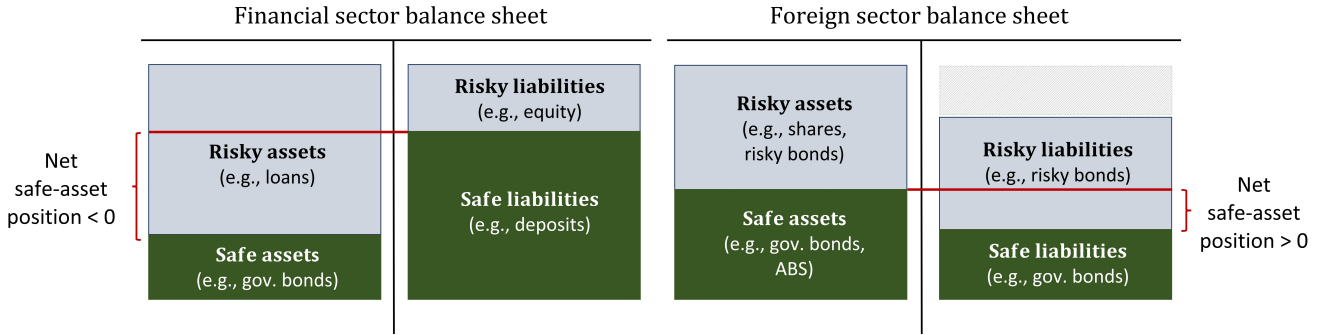 Financial sector balance sheet
Foreign sector balance sheet
Net
safe-asset
position < 0
Risky assets
(e.g., loans)
Safe assets
(e.g., gov. bonds)
Risky liabilities
(e.g., equity)
Safe liabilities
(e.g., deposits)
Risky assets
(e.g., shares,
risky bonds)
Safe assets
(e.g., gov. bonds,
ABS)
Risky liabilities
(e.g., risky bonds)
Safe liabilities
(e.g., gov. bonds)
Net
safe-asset
position > 0